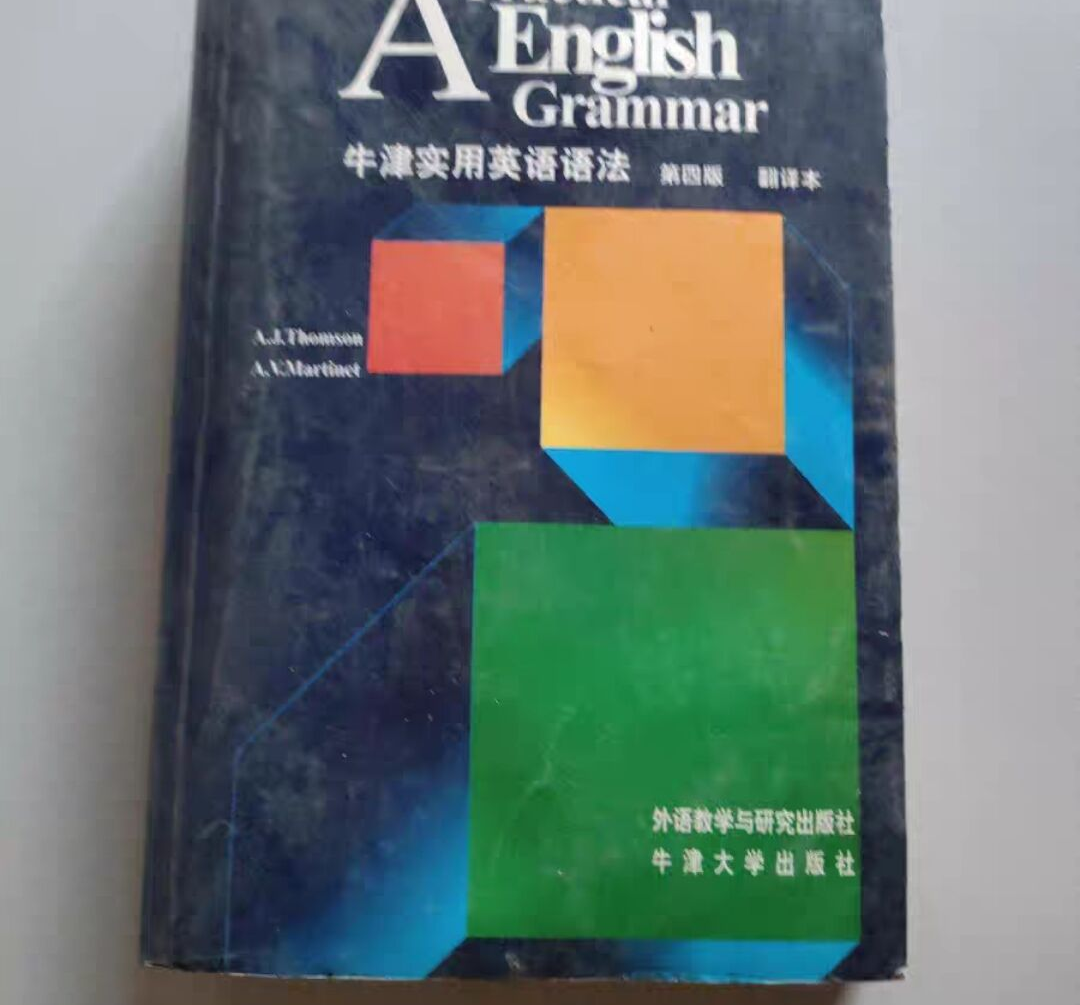 A English
Grammar
牛津实用英语语法 第四版 翻译本
A.J.Thomson
A.V.Martinet
外语教学与研究出版社
牛津大学出版社